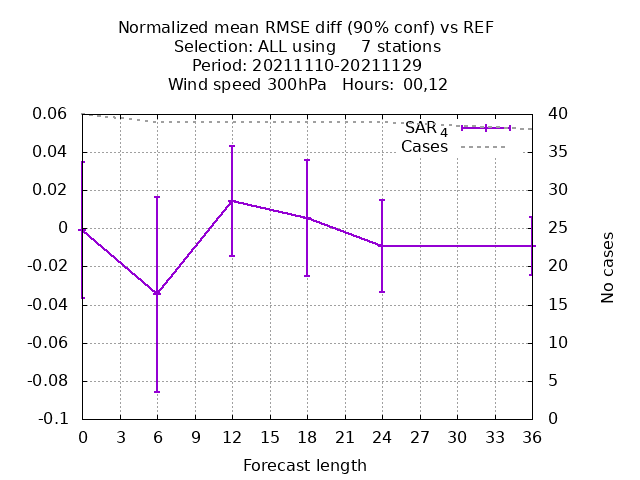 Normalized mean RMSE diff (90% conf) vs REF
Selection: ALL using     7 stations
Period: 20211110-20211129
Wind speed 300hPa   Hours:  00,12
0.06
0.04
0.02
0
-0.02
-0.04
-0.06
-0.08
-0.1
40
35
30
25
20
15
10
5
0
SAR 4
Cases
No cases
0 3 6 9 12 15 18 21 24 27 30 33 36
Forecast length